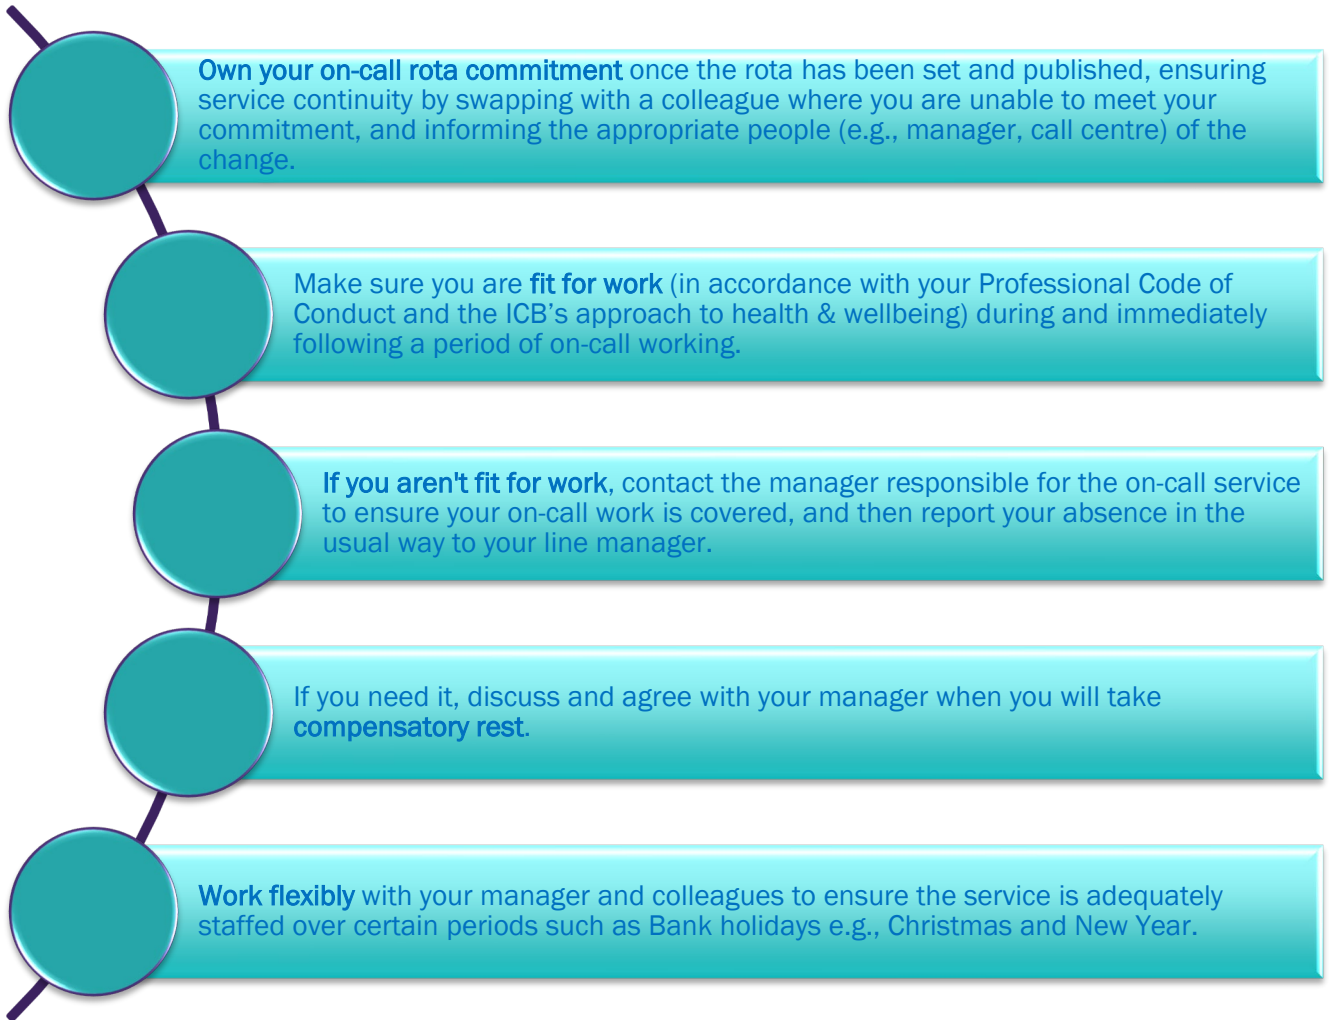 Own your on-call rota commitment once the rota has been set and published, ensuring
service continuity by swapping with a colleague where you are unable to meet your
commitment, and informing the appropriate people (e.g., manager, call centre) of the
change.
Make sure you are fit for work (in accordance with your Professional Code of
Conduct and the ICB's approach to health & wellbeing) during and immediately
following a period of on-call working.
If you aren't fit for work, contact the manager responsible for the on-call service
to ensure your on-call work is covered, and then report your absence in the
usual way to your line manager.
If you need it, discuss and agree with your manager when you will take
compensatory rest.
Work flexibly with your manager and colleagues to ensure the service is adequately
staffed over certain periods such as Bank holidays e.g., Christmas and New Year.